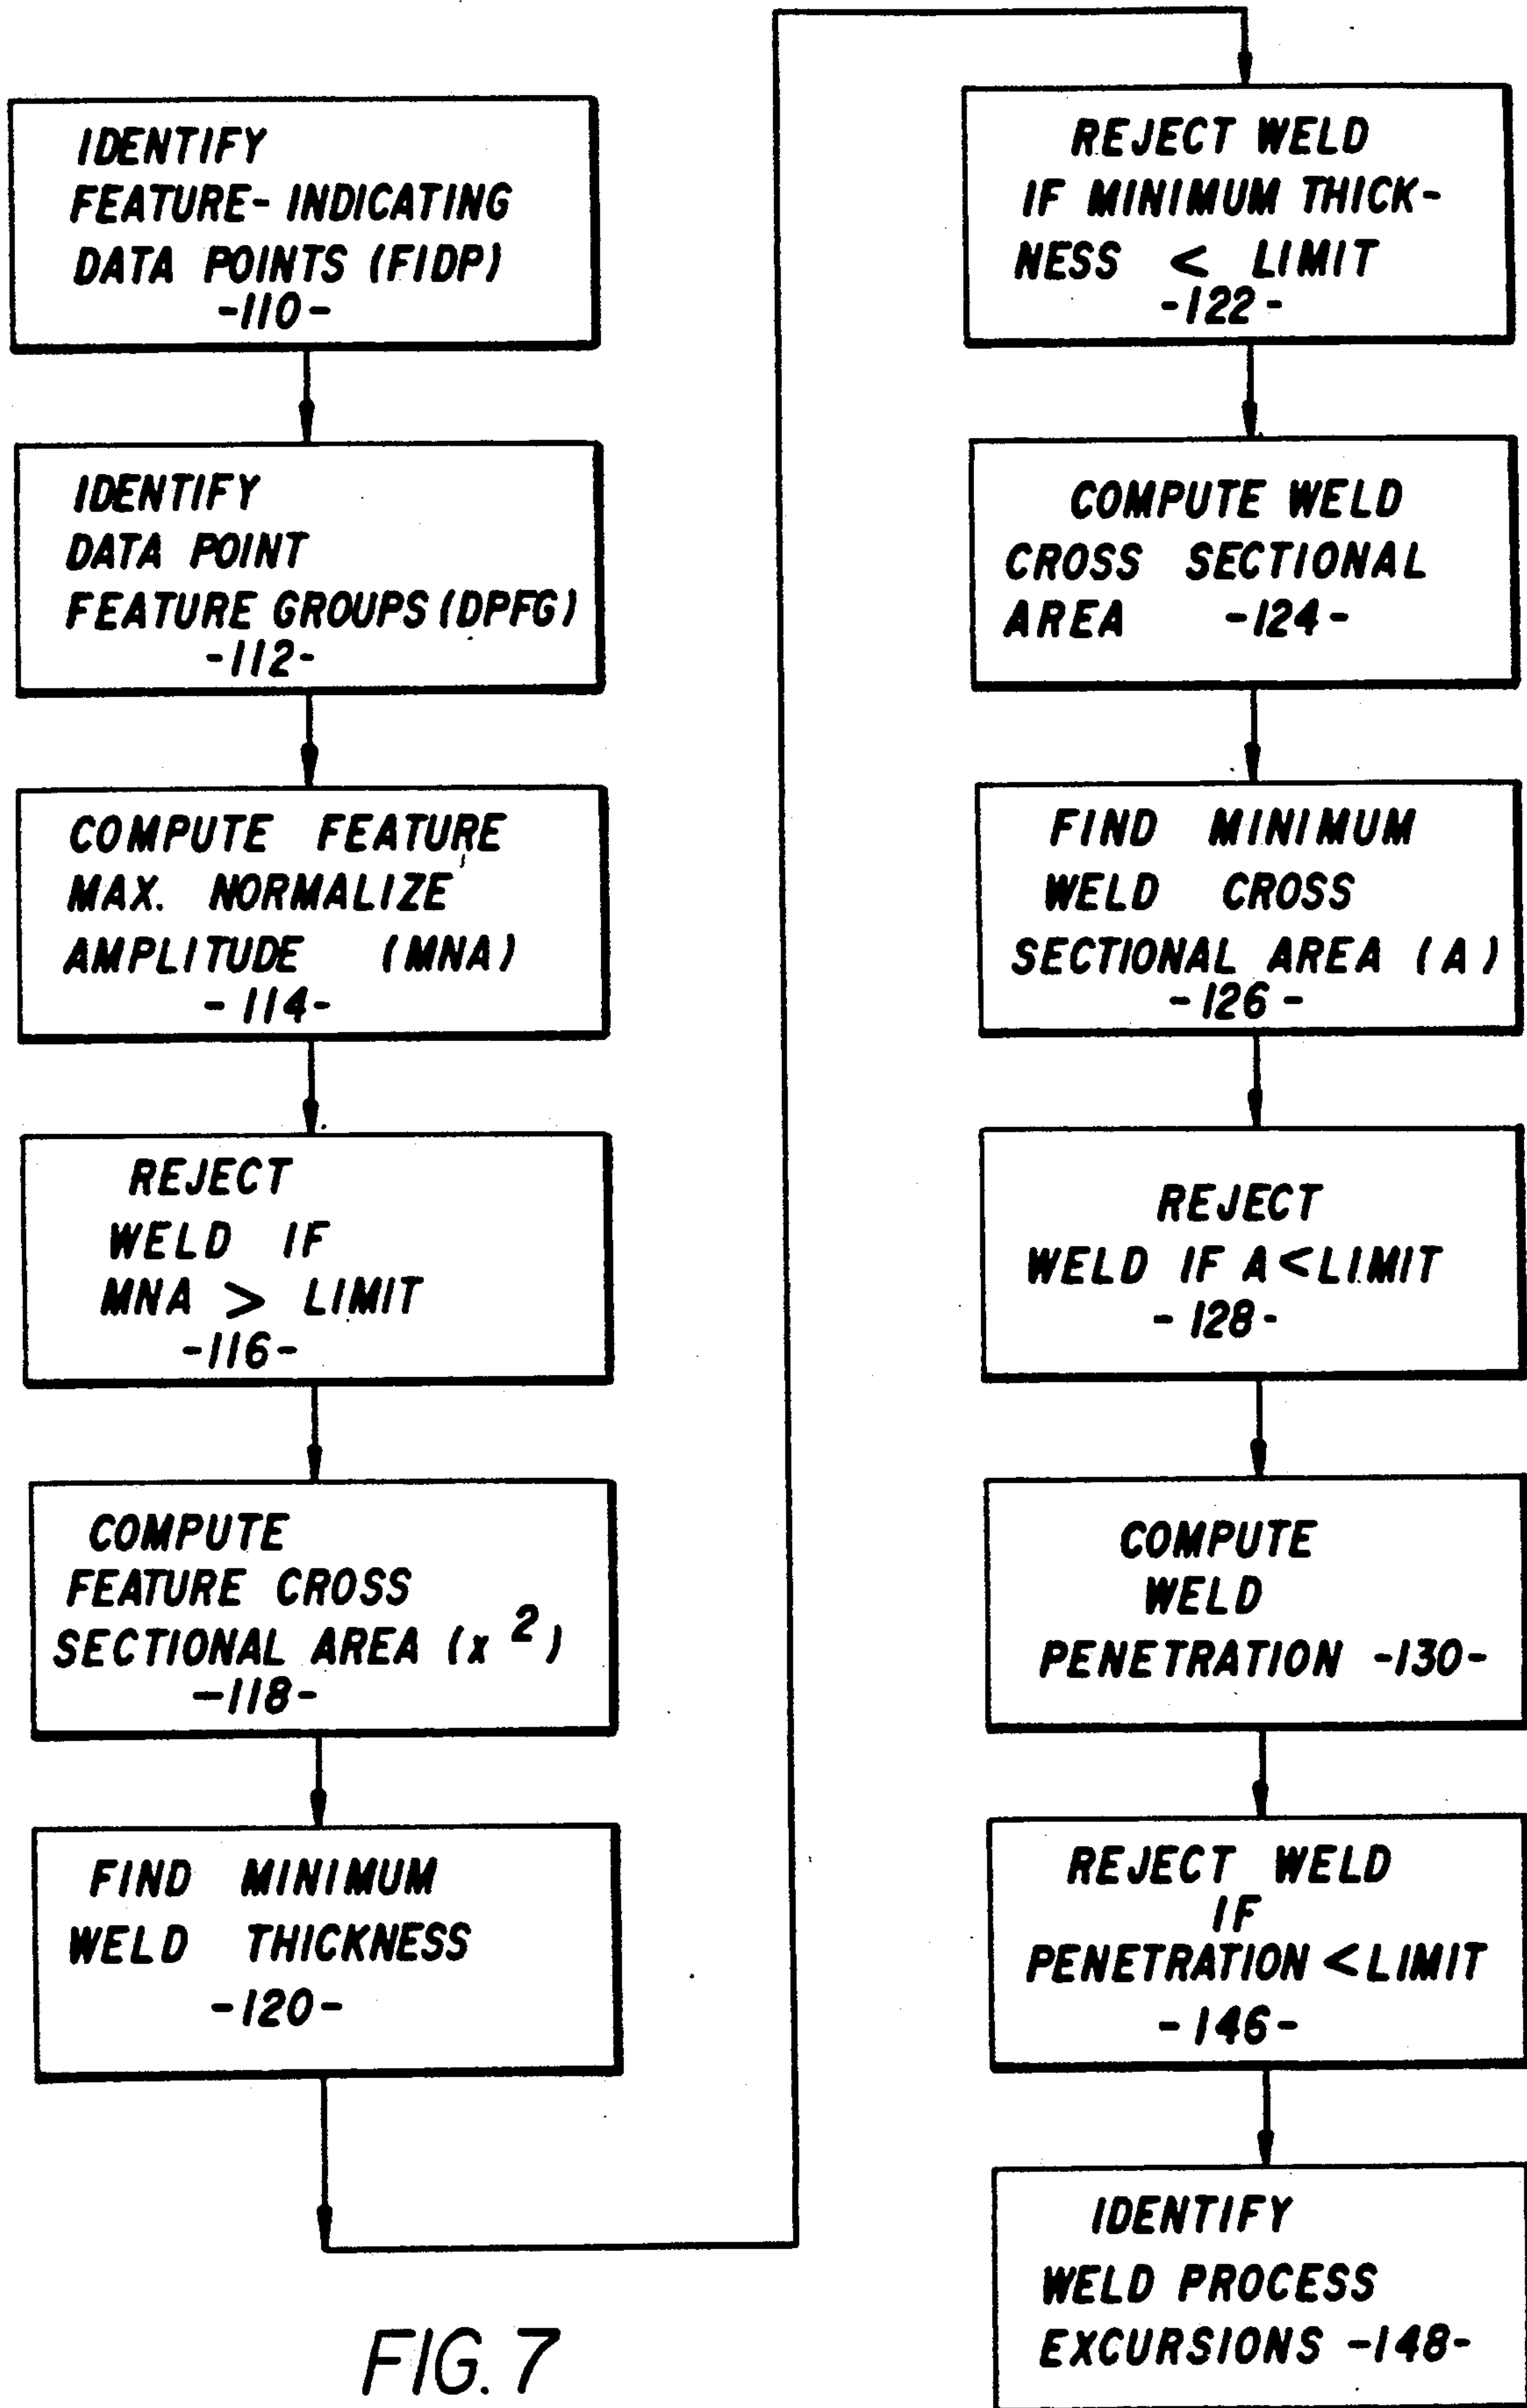 IDENTIFY
FEATURE- INDICATING
DATA POINTS (FIDP)
-110-
IDENTIFY
DATA POINT
FEATURE GROUPS (DPFG)
-112-
COMPUTE FEATURE
MAX. NORMALIZE
AMPLITUDE (MNA)
-114-
REJECT
WELD IF
MNA > LIMIT
-116-
COMPUTE
FEATURE CROSS
SECTIONAL AREA (x²)
-118-
FIND MINIMUM
WELD THICKNESS
-120-
REJECT WELD
IF MINIMUM THICK-
NESS < LIMIT
-122-
COMPUTE WELD
CROSS SECTIONAL
AREA -124-
FIND MINIMUM
WELD CROSS
SECTIONAL AREA (A)
-126-
REJECT
WELD IF A<LIMIT
-128-
COMPUTE
WELD
PENETRATION -130-
REJECT WELD
IF
PENETRATION <LIMIT
-146-
IDENTIFY
WELD PROCESS
EXCURSIONS -148-
FIG. 7